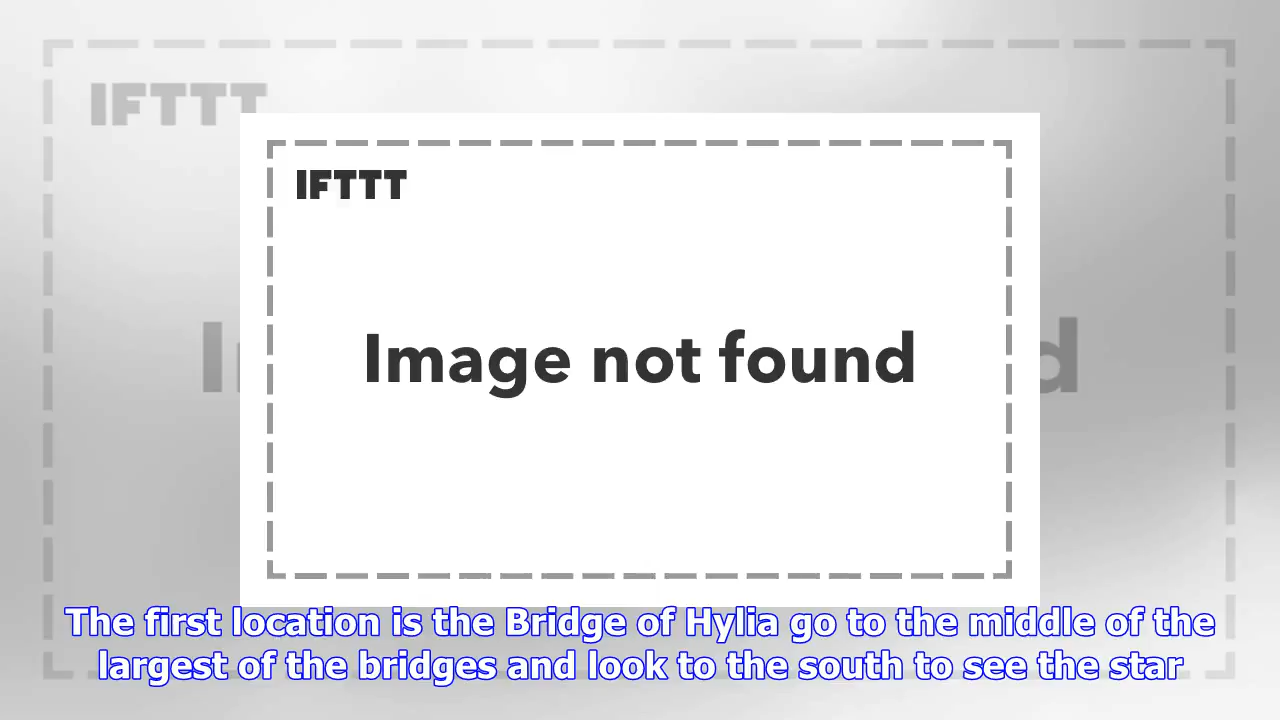 IFTTT
IFTTT
Image not found
The first location is the Bridge of Hylia go to the middle of the
largest of the bridges and look to the south to see the star